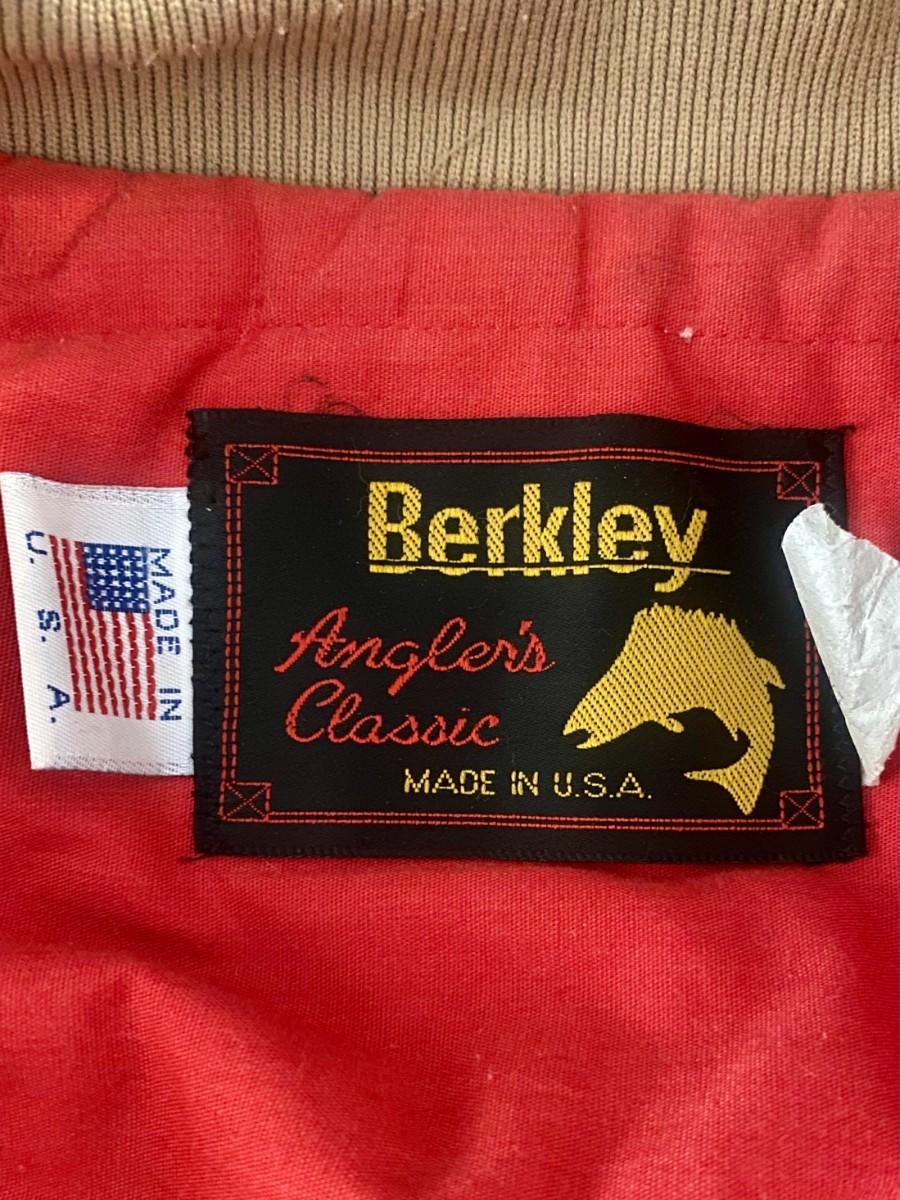 Berkley
Angler's
Classic
MADE IN U.S.A.
MADE IN
U. S. A.